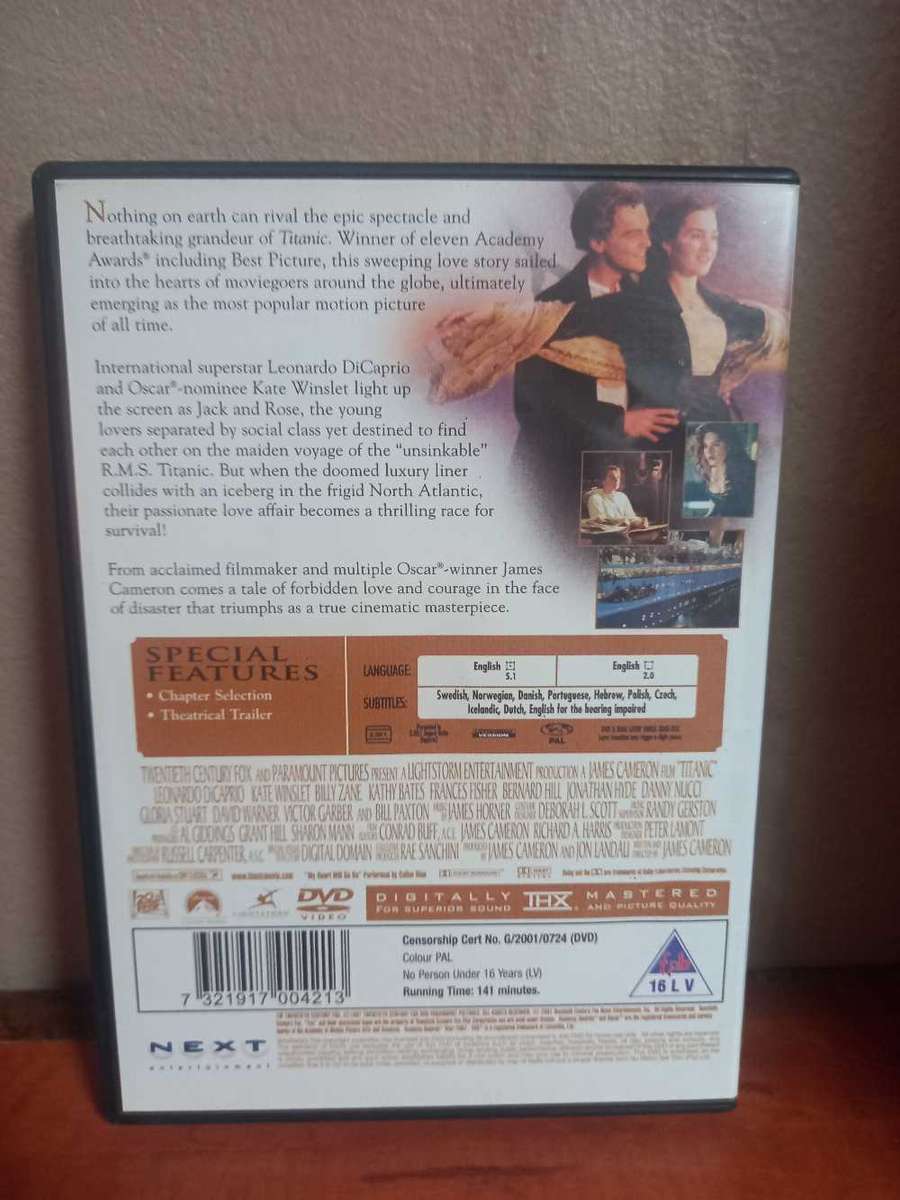 Nothing on earth can rival the epic spectacle and
breathtaking grandeur of Titanic. Winner of eleven Academy
Awards® including Best Picture, this sweeping love story sailed
into the hearts of moviegoers around the globe, ultimately
emerging as the most popular motion picture
of all time.
International superstar Leonardo DiCaprio
and Oscar®-nominee Kate Winslet light up
the screen as Jack and Rose, the young
lovers separated by social class yet destined to find
each other on the maiden voyage of the “unsinkable”
R.M.S. Titanic. But when the doomed luxury liner
collides with an iceberg in the frigid North Atlantic,
their passionate love affair becomes a thrilling race for
survival!
From acclaimed filmmaker and multiple Oscar®-winner James
Cameron comes a tale of forbidden love and courage in the face
of disaster that triumphs as a true cinematic masterpiece.
SPECIAL
FEATURES
• Chapter Selection
• Theatrical Trailer
LANGUAGE:
English 5.1
English 2.0
SUBTITLES:
Swedish, Norwegian, Danish, Portuguese, Hebrew, Polish, Czech,
Icelandic, Dutch, English for the hearing impaired
VERSION
PAL
TWENTIETH CENTURY FOX AND PARAMOUNT PICTURES PRESENT A LIGHTSTORM ENTERTAINMENT PRODUCTION A JAMES CAMERON FILM "TITANIC"
LEONARDO DICAPRIO KATE WINSLET BILLY ZANE KATHY BATES FRANCES FISHER BERNARD HILL JONATHAN HYDE DANNY NUCCI
GLORIA STUART DAVID WARNER VICTOR GARBER AND BILL PAXTON JAMES HORNER DEBORAH L. SCOTT RANDY GERSTON
AL GIDDINGS GRANT HILL SHARON MANN CONRAD BUFF, A.C.E. JAMES CAMERON RICHARD A. HARRIS PETER LAMONT
RUSSELL CARPENTER, A.S.C. DIGITAL DOMAIN RAE SANCHINI JAMES CAMERON AND JON LANDAU JAMES CAMERON
"My Heart Will Go On" Performed by Celine Dion
DVD
VIDEO
DIGITALLY THX MASTERED
FOR SUPERIOR SOUND AND PICTURE QUALITY
7 321917 004213
Censorship Cert No. G/2001/0724 (DVD)
Colour PAL
No Person Under 16 Years (LV)
Running Time: 141 minutes.
16 L V
NEXT
entertainment